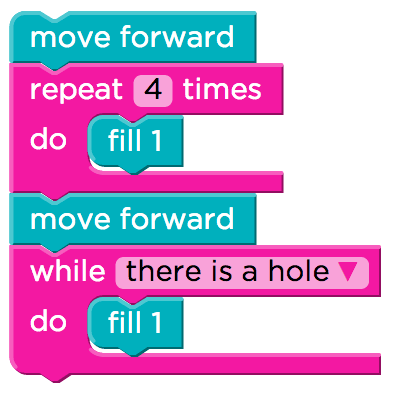 move forward
repeat 4 times
do fill 1
move forward
while there is a hole ▼
do fill 1